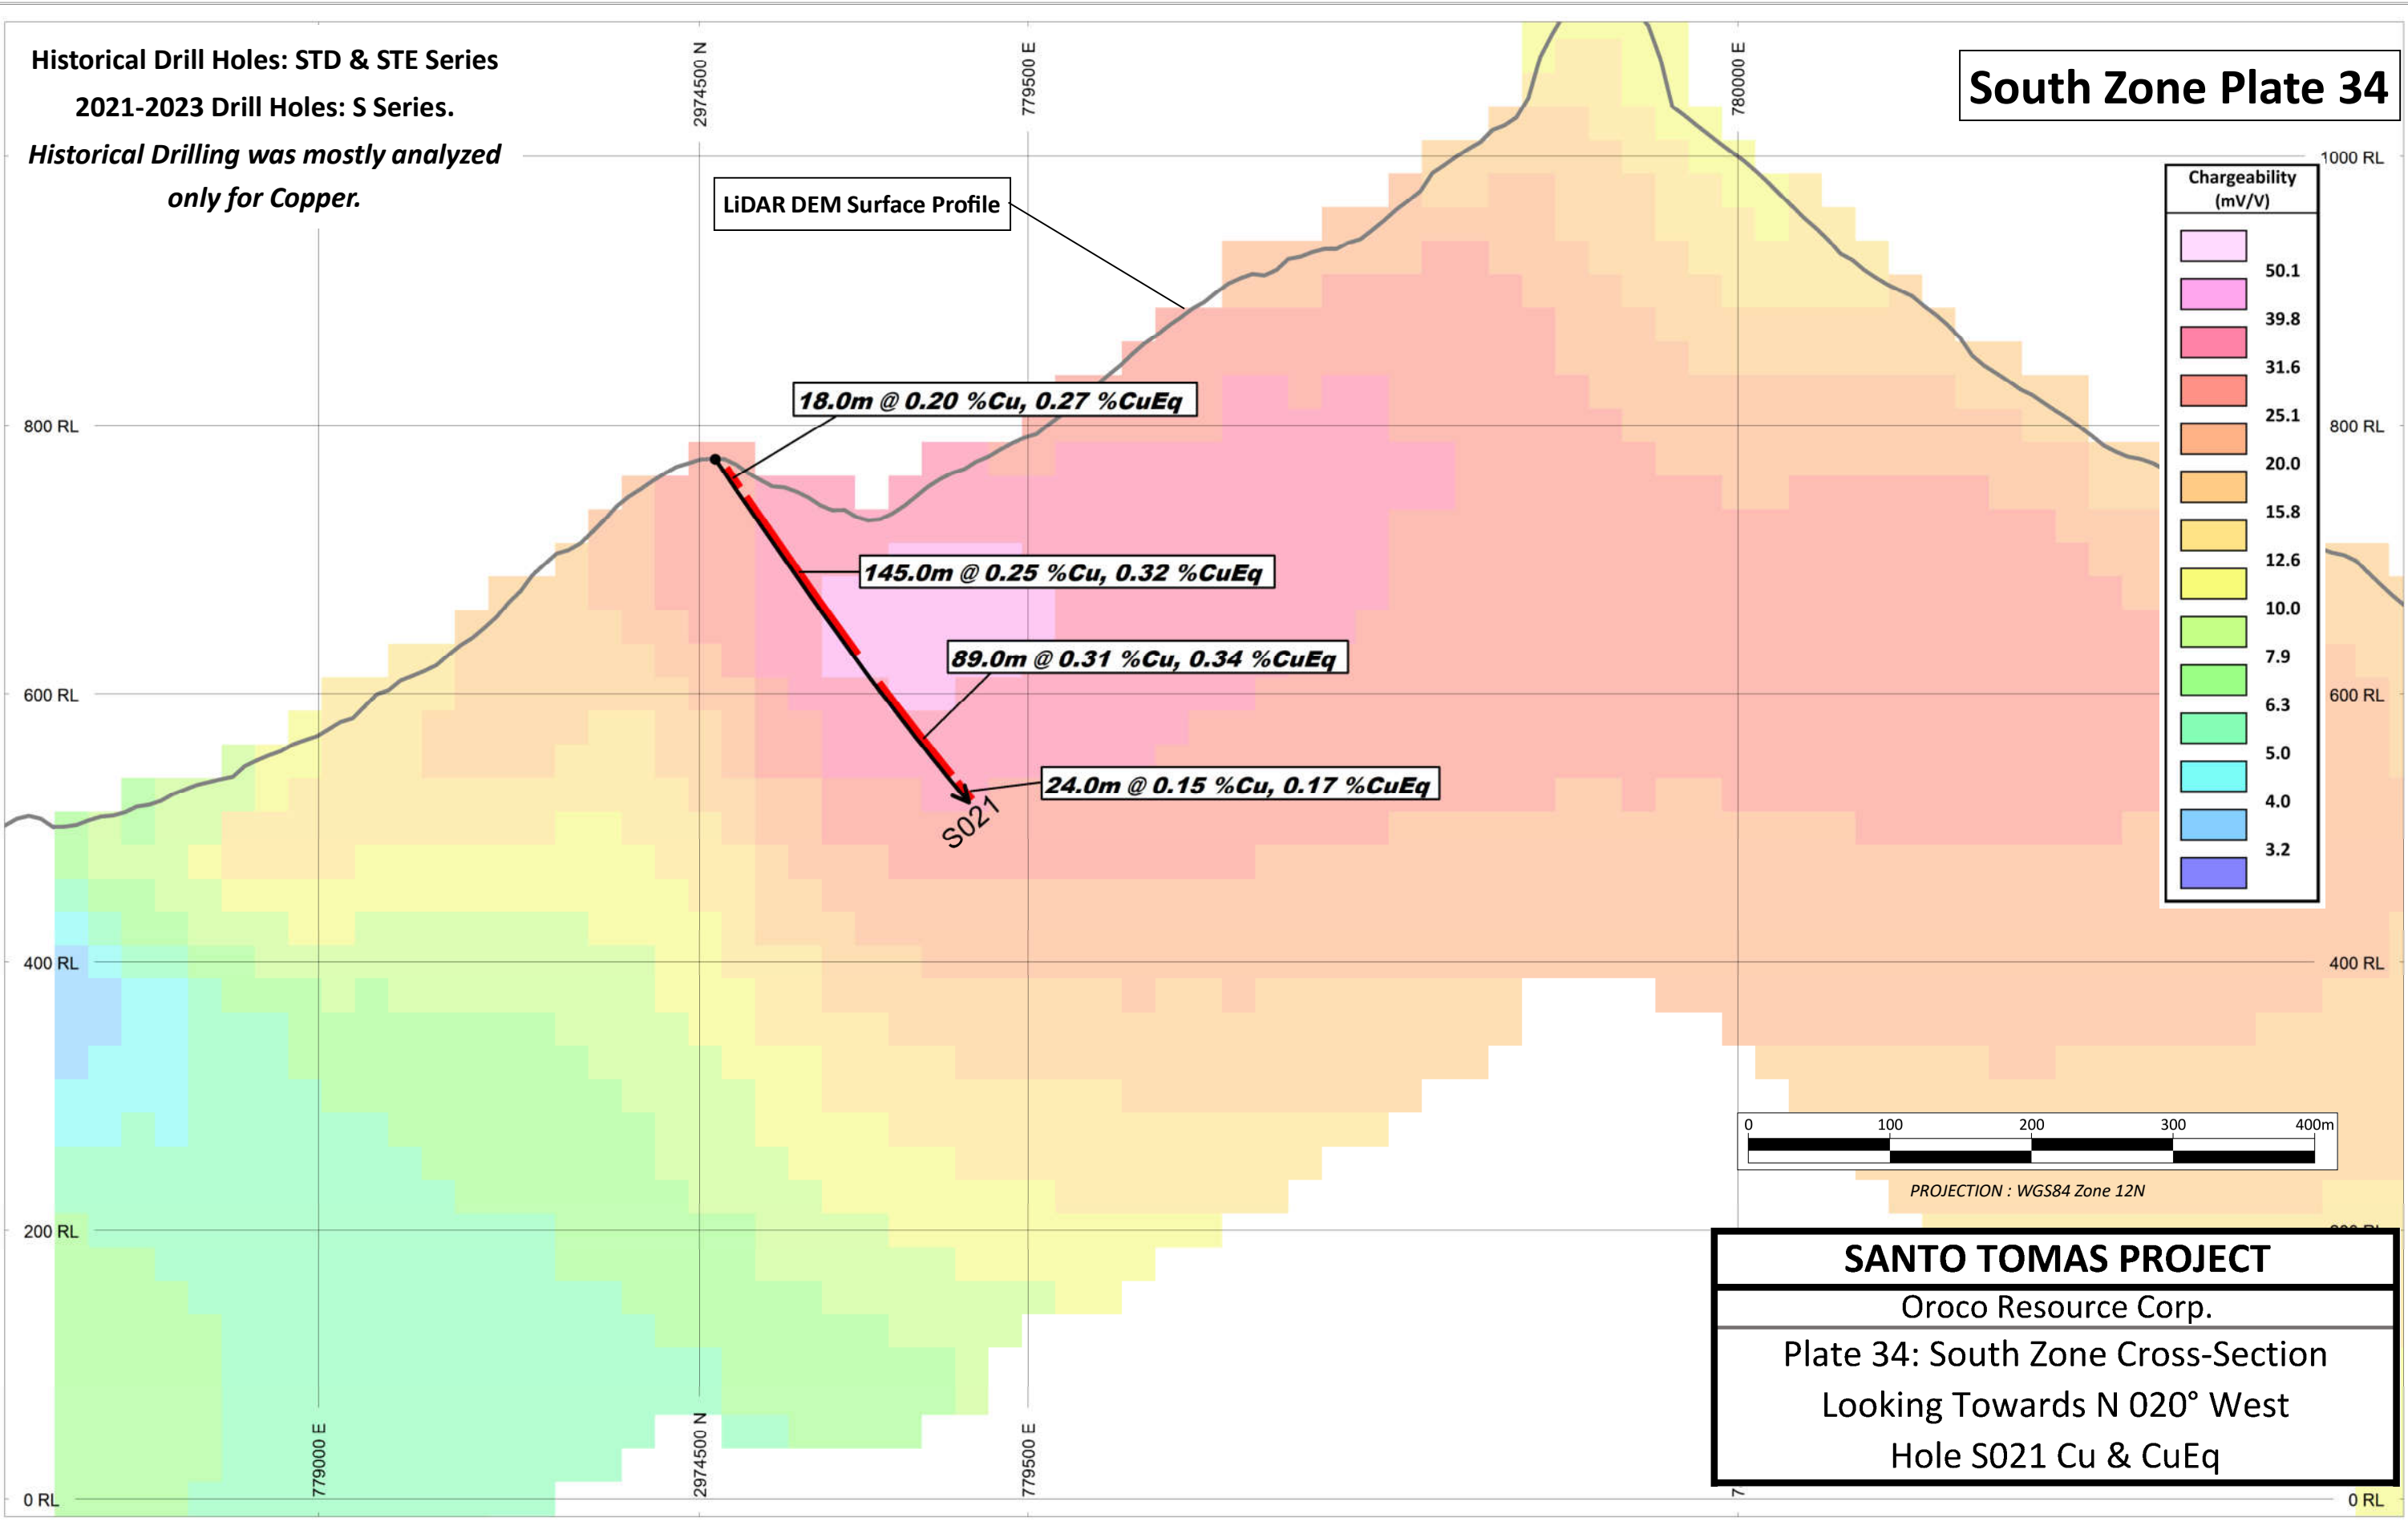 Historical Drill Holes: STD & STE Series
2021-2023 Drill Holes: S Series.
Historical Drilling was mostly analyzed
only for Copper.
2974500 N
779500 E
780000 E
South Zone Plate 34
LiDAR DEM Surface Profile
1000 RL
Chargeability
(mV/V)
50.1
39.8
31.6
25.1
20.0
15.8
12.6
10.0
7.9
6.3
5.0
4.0
3.2
18.0m @ 0.20 %Cu, 0.27 %CuEq
800 RL
800 RL
145.0m @ 0.25 %Cu, 0.32 %CuEq
89.0m @ 0.31 %Cu, 0.34 %CuEq
600 RL
600 RL
24.0m @ 0.15 %Cu, 0.17 %CuEq
S021
400 RL
400 RL
0 100 200 300 400m
PROJECTION : WGS84 Zone 12N
200 RL
SANTO TOMAS PROJECT
Oroco Resource Corp.
Plate 34: South Zone Cross-Section
Looking Towards N 020° West
Hole S021 Cu & CuEq
779000 E
2974500 N
779500 E
0 RL
0 RL